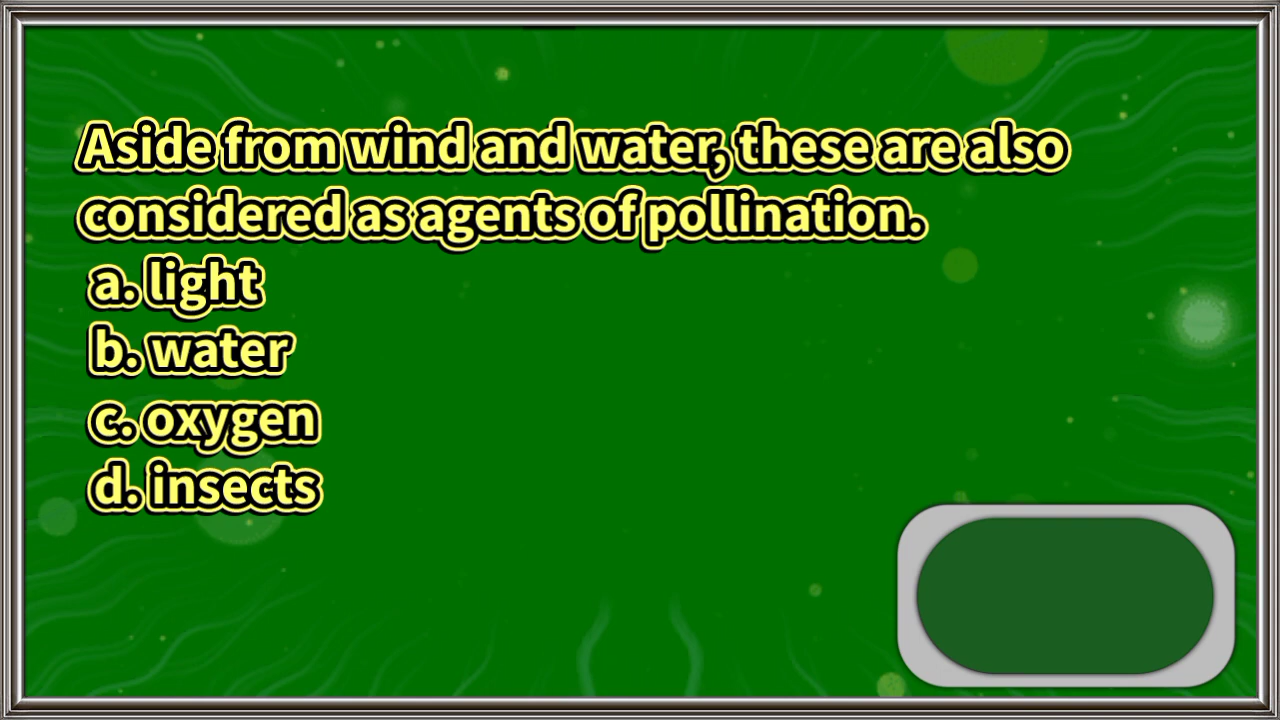 Aside from wind and water, these are also
considered as agents of pollination.
a. light
b. water
c. oxygen
d. insects